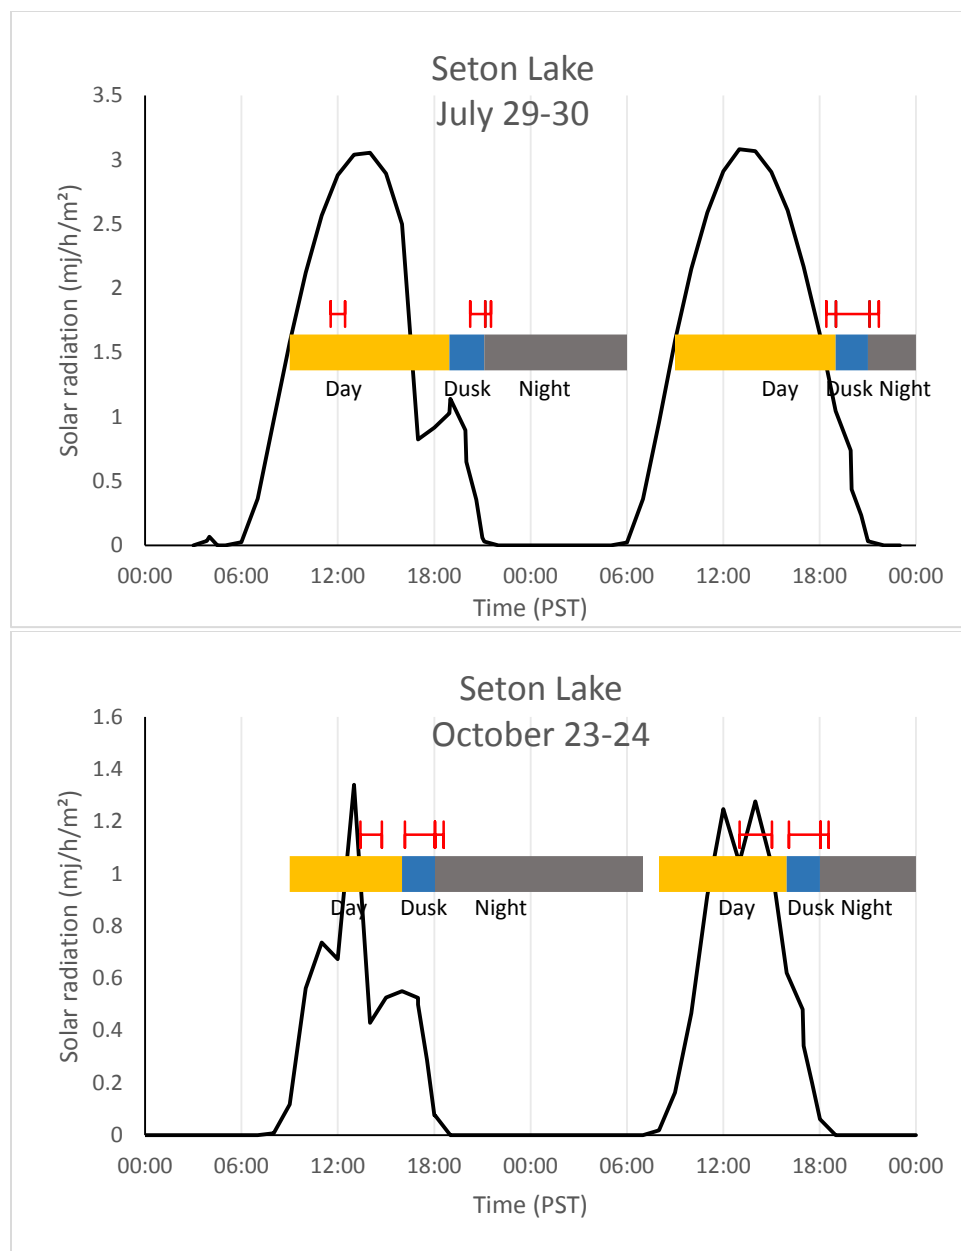 Seton Lake
July 29-30
Solar radiation (mj/h/m²)
3.5
3
2.5
2
1.5
1
0.5
0
Day
Dusk
Night
Day
Dusk
Night
00:00 06:00 12:00 18:00 00:00 06:00 12:00 18:00 00:00
Time (PST)
Seton Lake
October 23-24
Solar radiation (mj/h/m²)
1.6
1.4
1.2
1
0.8
0.6
0.4
0.2
0
Day
Dusk
Night
Day
Dusk
Night
00:00 06:00 12:00 18:00 00:00 06:00 12:00 18:00 00:00
Time (PST)